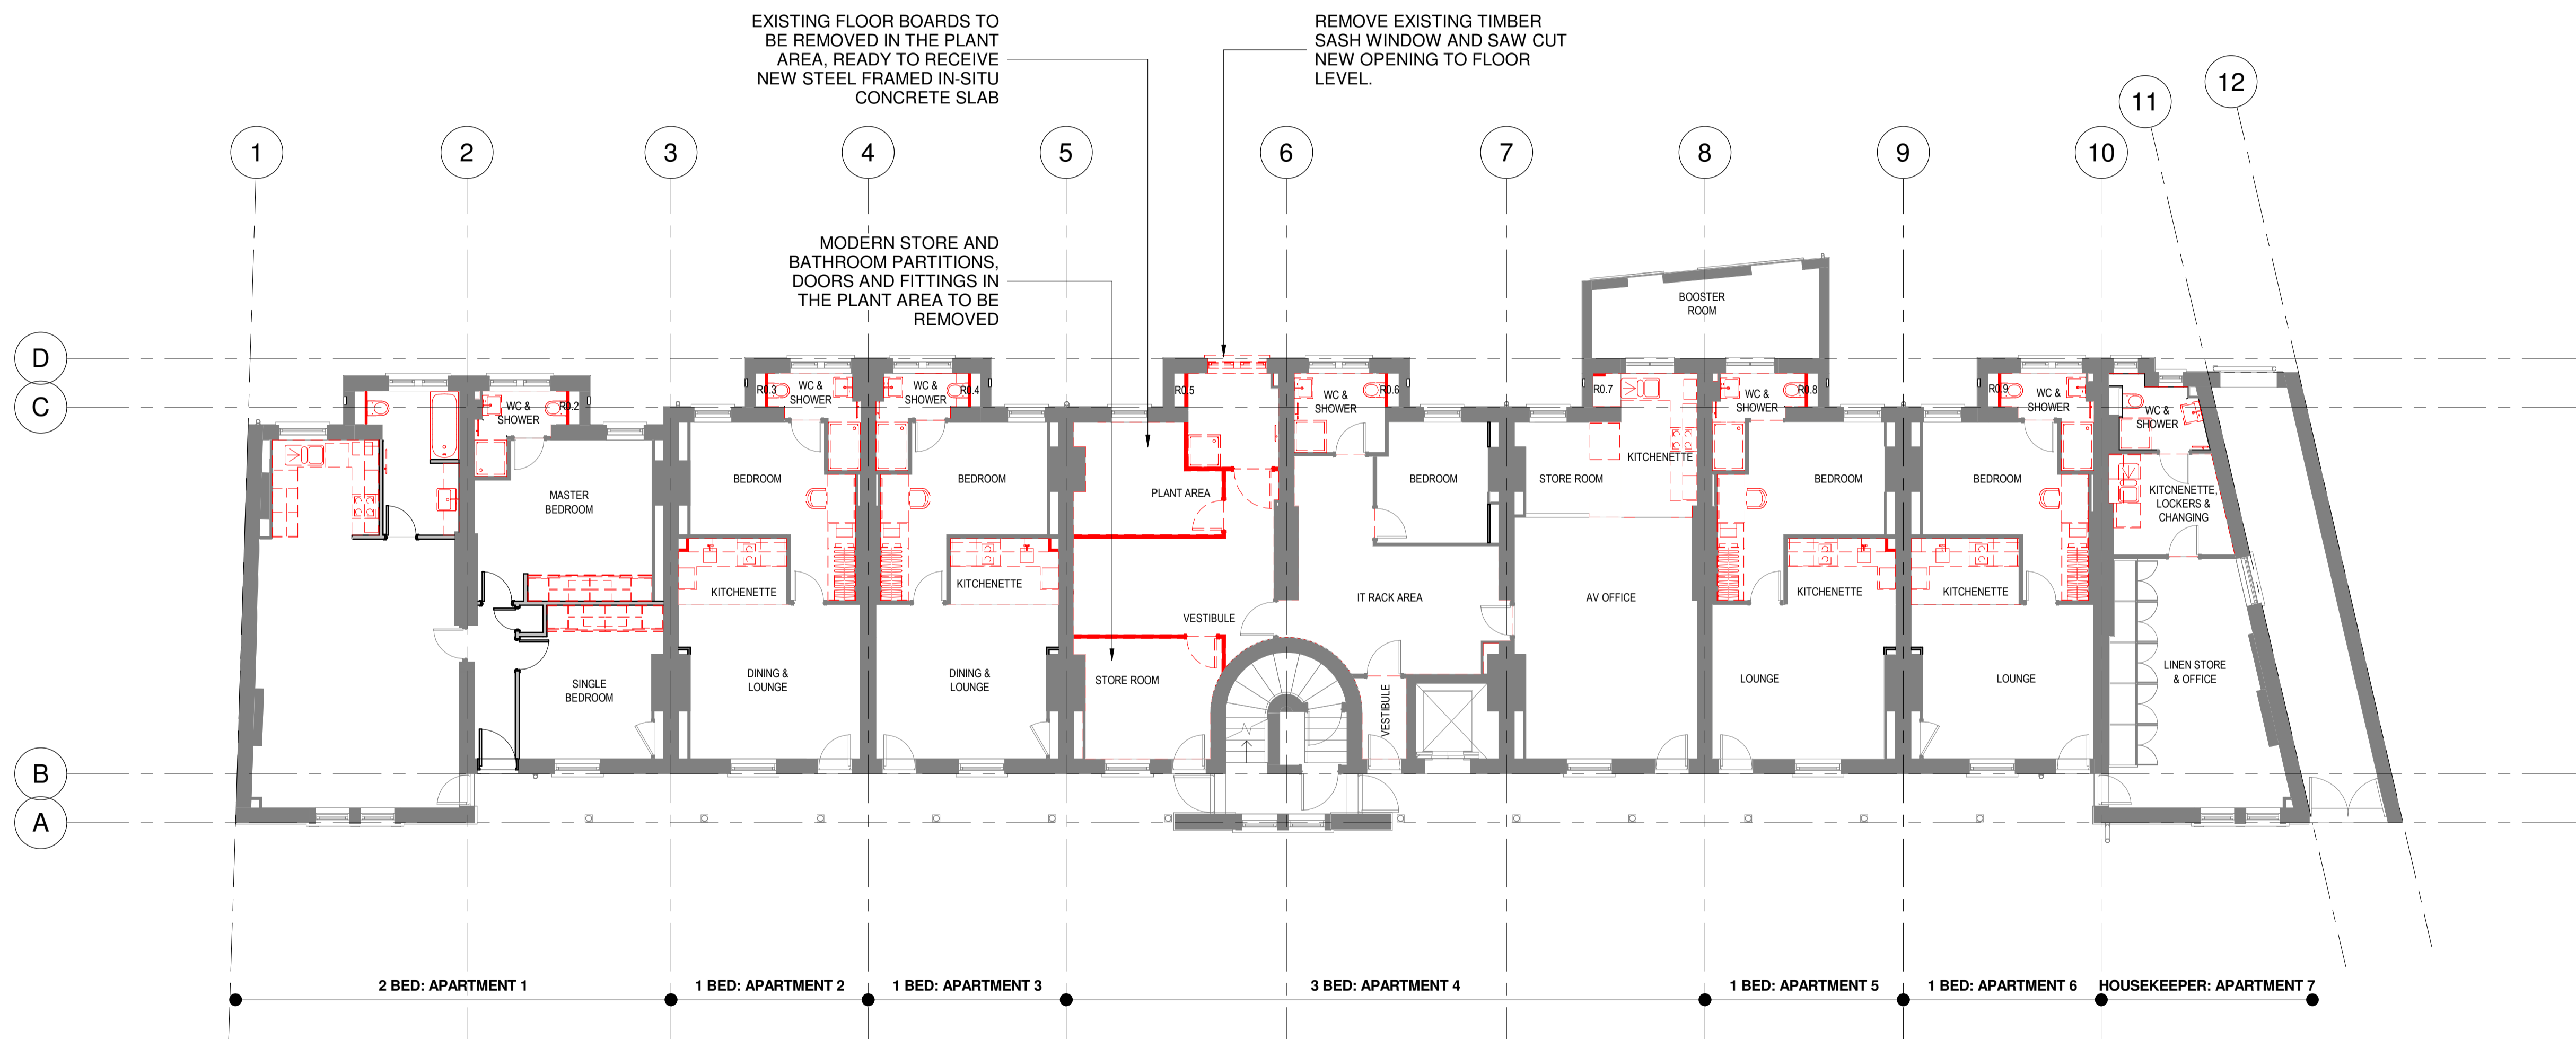 EXISTING FLOOR BOARDS TO
BE REMOVED IN THE PLANT
AREA, READY TO RECEIVE
NEW STEEL FRAMED IN-SITU
CONCRETE SLAB
REMOVE EXISTING TIMBER
SASH WINDOW AND SAW CUT
NEW OPENING TO FLOOR
LEVEL.
12
11
1
2
3
4
5
6
7
8
9
10
MODERN STORE AND
BATHROOM PARTITIONS,
DOORS AND FITTINGS IN
THE PLANT AREA TO BE
REMOVED
BOOSTER
ROOM
D
C
WC &
SHOWER
R0.2
R0.3
WC &
SHOWER
WC &
SHOWER
R0.4
R0.5
WC &
SHOWER
R0.6
R0.7
KITCHENETTE
WC &
SHOWER
R0.8
R0.9
WC &
SHOWER
WC &
SHOWER
MASTER
BEDROOM
BEDROOM
BEDROOM
PLANT AREA
BEDROOM
STORE ROOM
BEDROOM
BEDROOM
KITCNENETTE,
LOCKERS &
CHANGING
KITCHENETTE
KITCHENETTE
VESTIBULE
IT RACK AREA
AV OFFICE
KITCHENETTE
KITCHENETTE
SINGLE
BEDROOM
DINING &
LOUNGE
DINING &
LOUNGE
STORE ROOM
VESTIBULE
LOUNGE
LOUNGE
LINEN STORE
& OFFICE
B
A
2 BED: APARTMENT 1
1 BED: APARTMENT 2
1 BED: APARTMENT 3
3 BED: APARTMENT 4
1 BED: APARTMENT 5
1 BED: APARTMENT 6
HOUSEKEEPER: APARTMENT 7